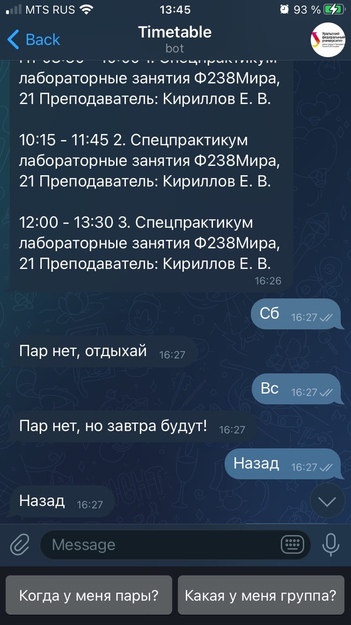 MTS RUS 13:45 93 %
Back Timetable
bot
лабораторные занятия Ф238Мира,
21 Преподаватель: Кириллов Е. В.
10:15 - 11:45 2. Спецпрактикум
лабораторные занятия Ф238Мира,
21 Преподаватель: Кириллов Е. В.
12:00 - 13:30 3. Спецпрактикум
лабораторные занятия Ф238Мира,
21 Преподаватель: Кириллов Е. В.
16:26
Сб 16:27
Пар нет, отдыхай 16:27
Вс 16:27
Пар нет, но завтра будут! 16:27
Назад 16:27
Назад 16:27
Message
Когда у меня пары? Какая у меня группа?